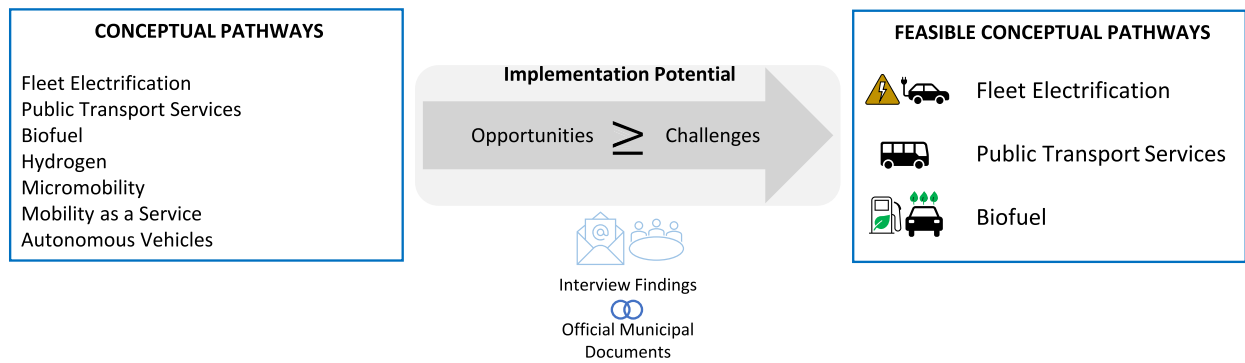 CONCEPTUAL PATHWAYS
Fleet Electrification
Public Transport Services
Biofuel
Hydrogen
Micromobility
Mobility as a Service
Autonomous Vehicles
Implementation Potential
Opportunities ≥ Challenges
@
Interview Findings
Official Municipal
Documents
FEASIBLE CONCEPTUAL PATHWAYS
Fleet Electrification
Public Transport Services
Biofuel